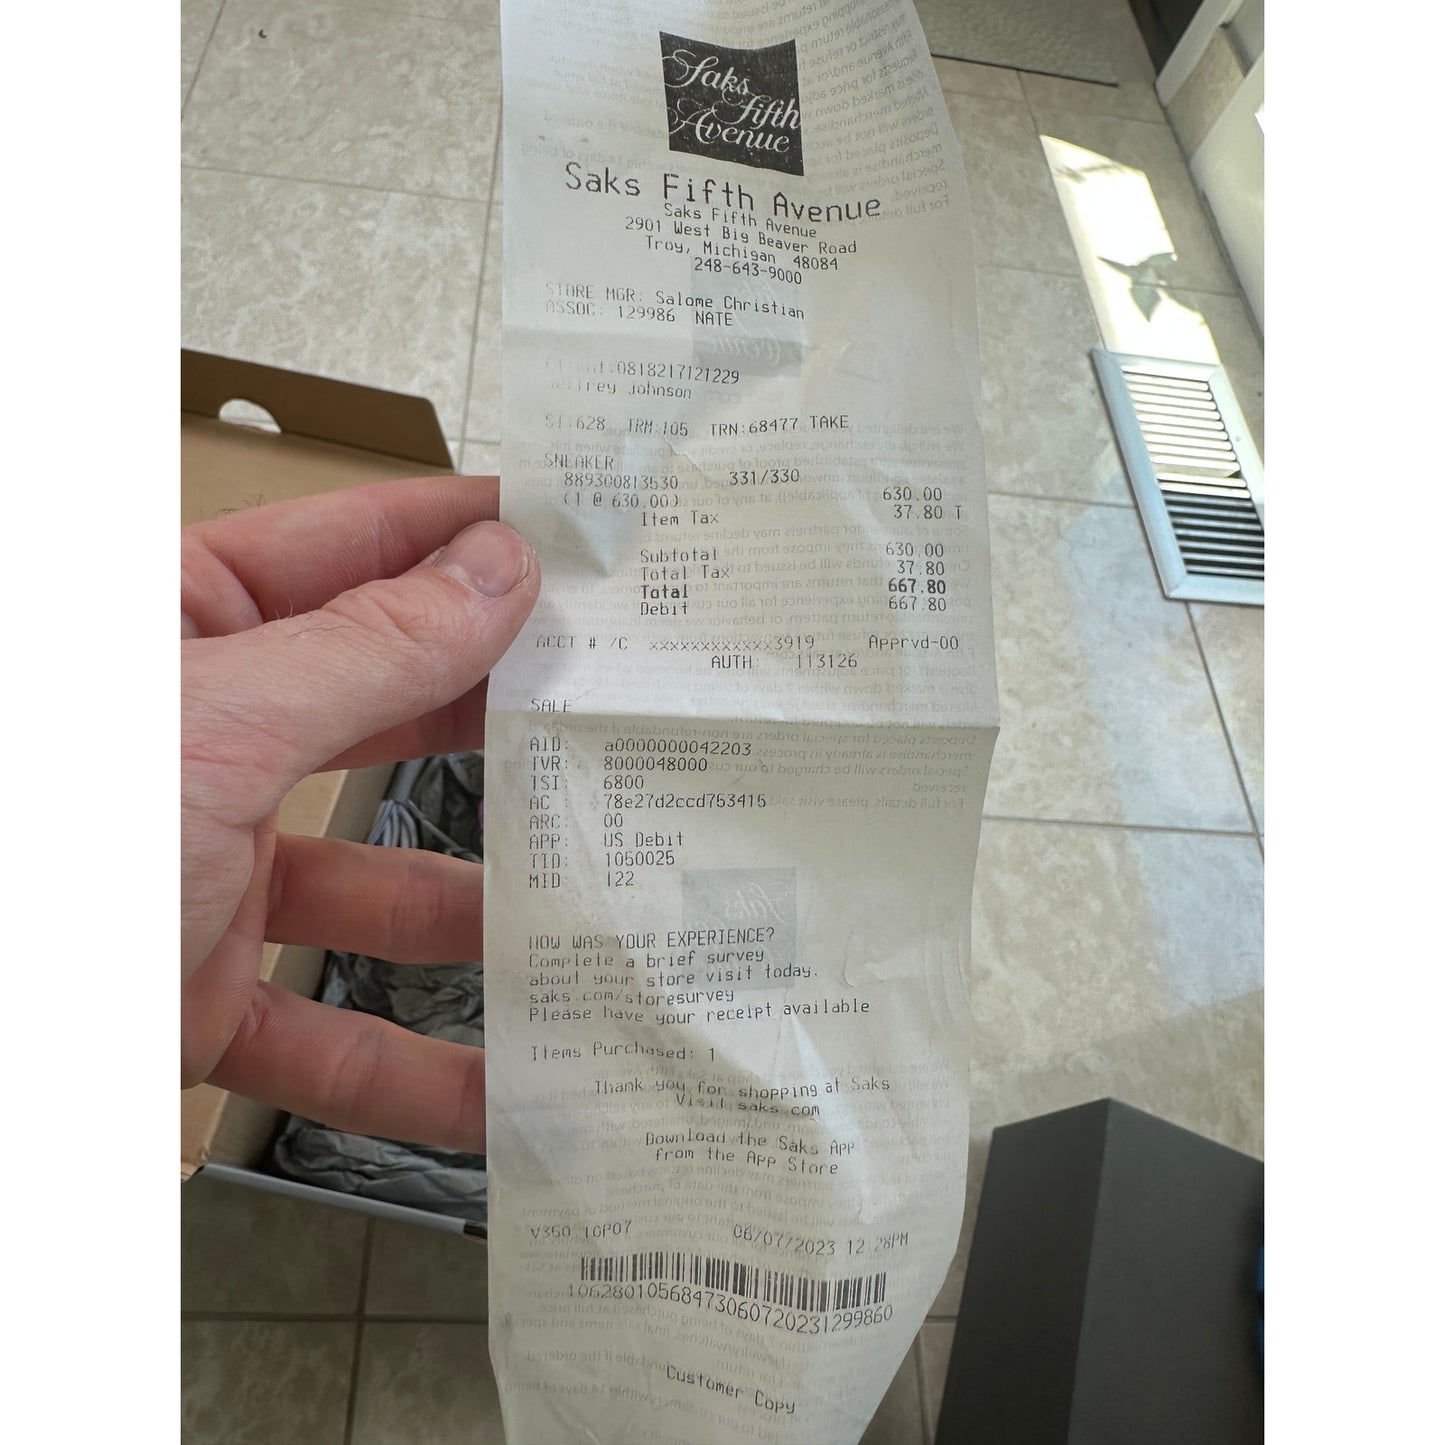 Saks
Fifth
Avenue
Saks Fifth Avenue
Saks Fifth Avenue
2901 West Big Beaver Road
Troy, Michigan 48084
248-643-9000
STORE MGR: Salome Christian
ASSOC: 129986 NATE
:0818217121229
Johnson
ST:628 TRM:105 TRN:68477 TAKE
SNEAKER
889300813530 331/330
(1 @ 630.00) 630.00
Item Tax 37.80 T
Subtotal 630.00
Total Tax 37.80
Total 667.80
Debit 667.80
ACCT # /C xxxxxxxxxxxx3919 Apprvd-00
AUTH: 113126
SALE
AID: a0000000042203
TVR: 8000048000
TSI: 6800
AC : 78e27d2ccd753415
ARC: 00
APP: US Debit
TID: 1050025
MID: 122
HOW WAS YOUR EXPERIENCE?
Complete a brief survey
about your store visit today.
saks.com/storesurvey
Please have your receipt available
Items Purchased: 1
Thank you for shopping at Saks
Visit saks.com
Download the Saks App
from the App Store
06/07/2023 12:28PM
10628010568473060720231299860
Customer Copy